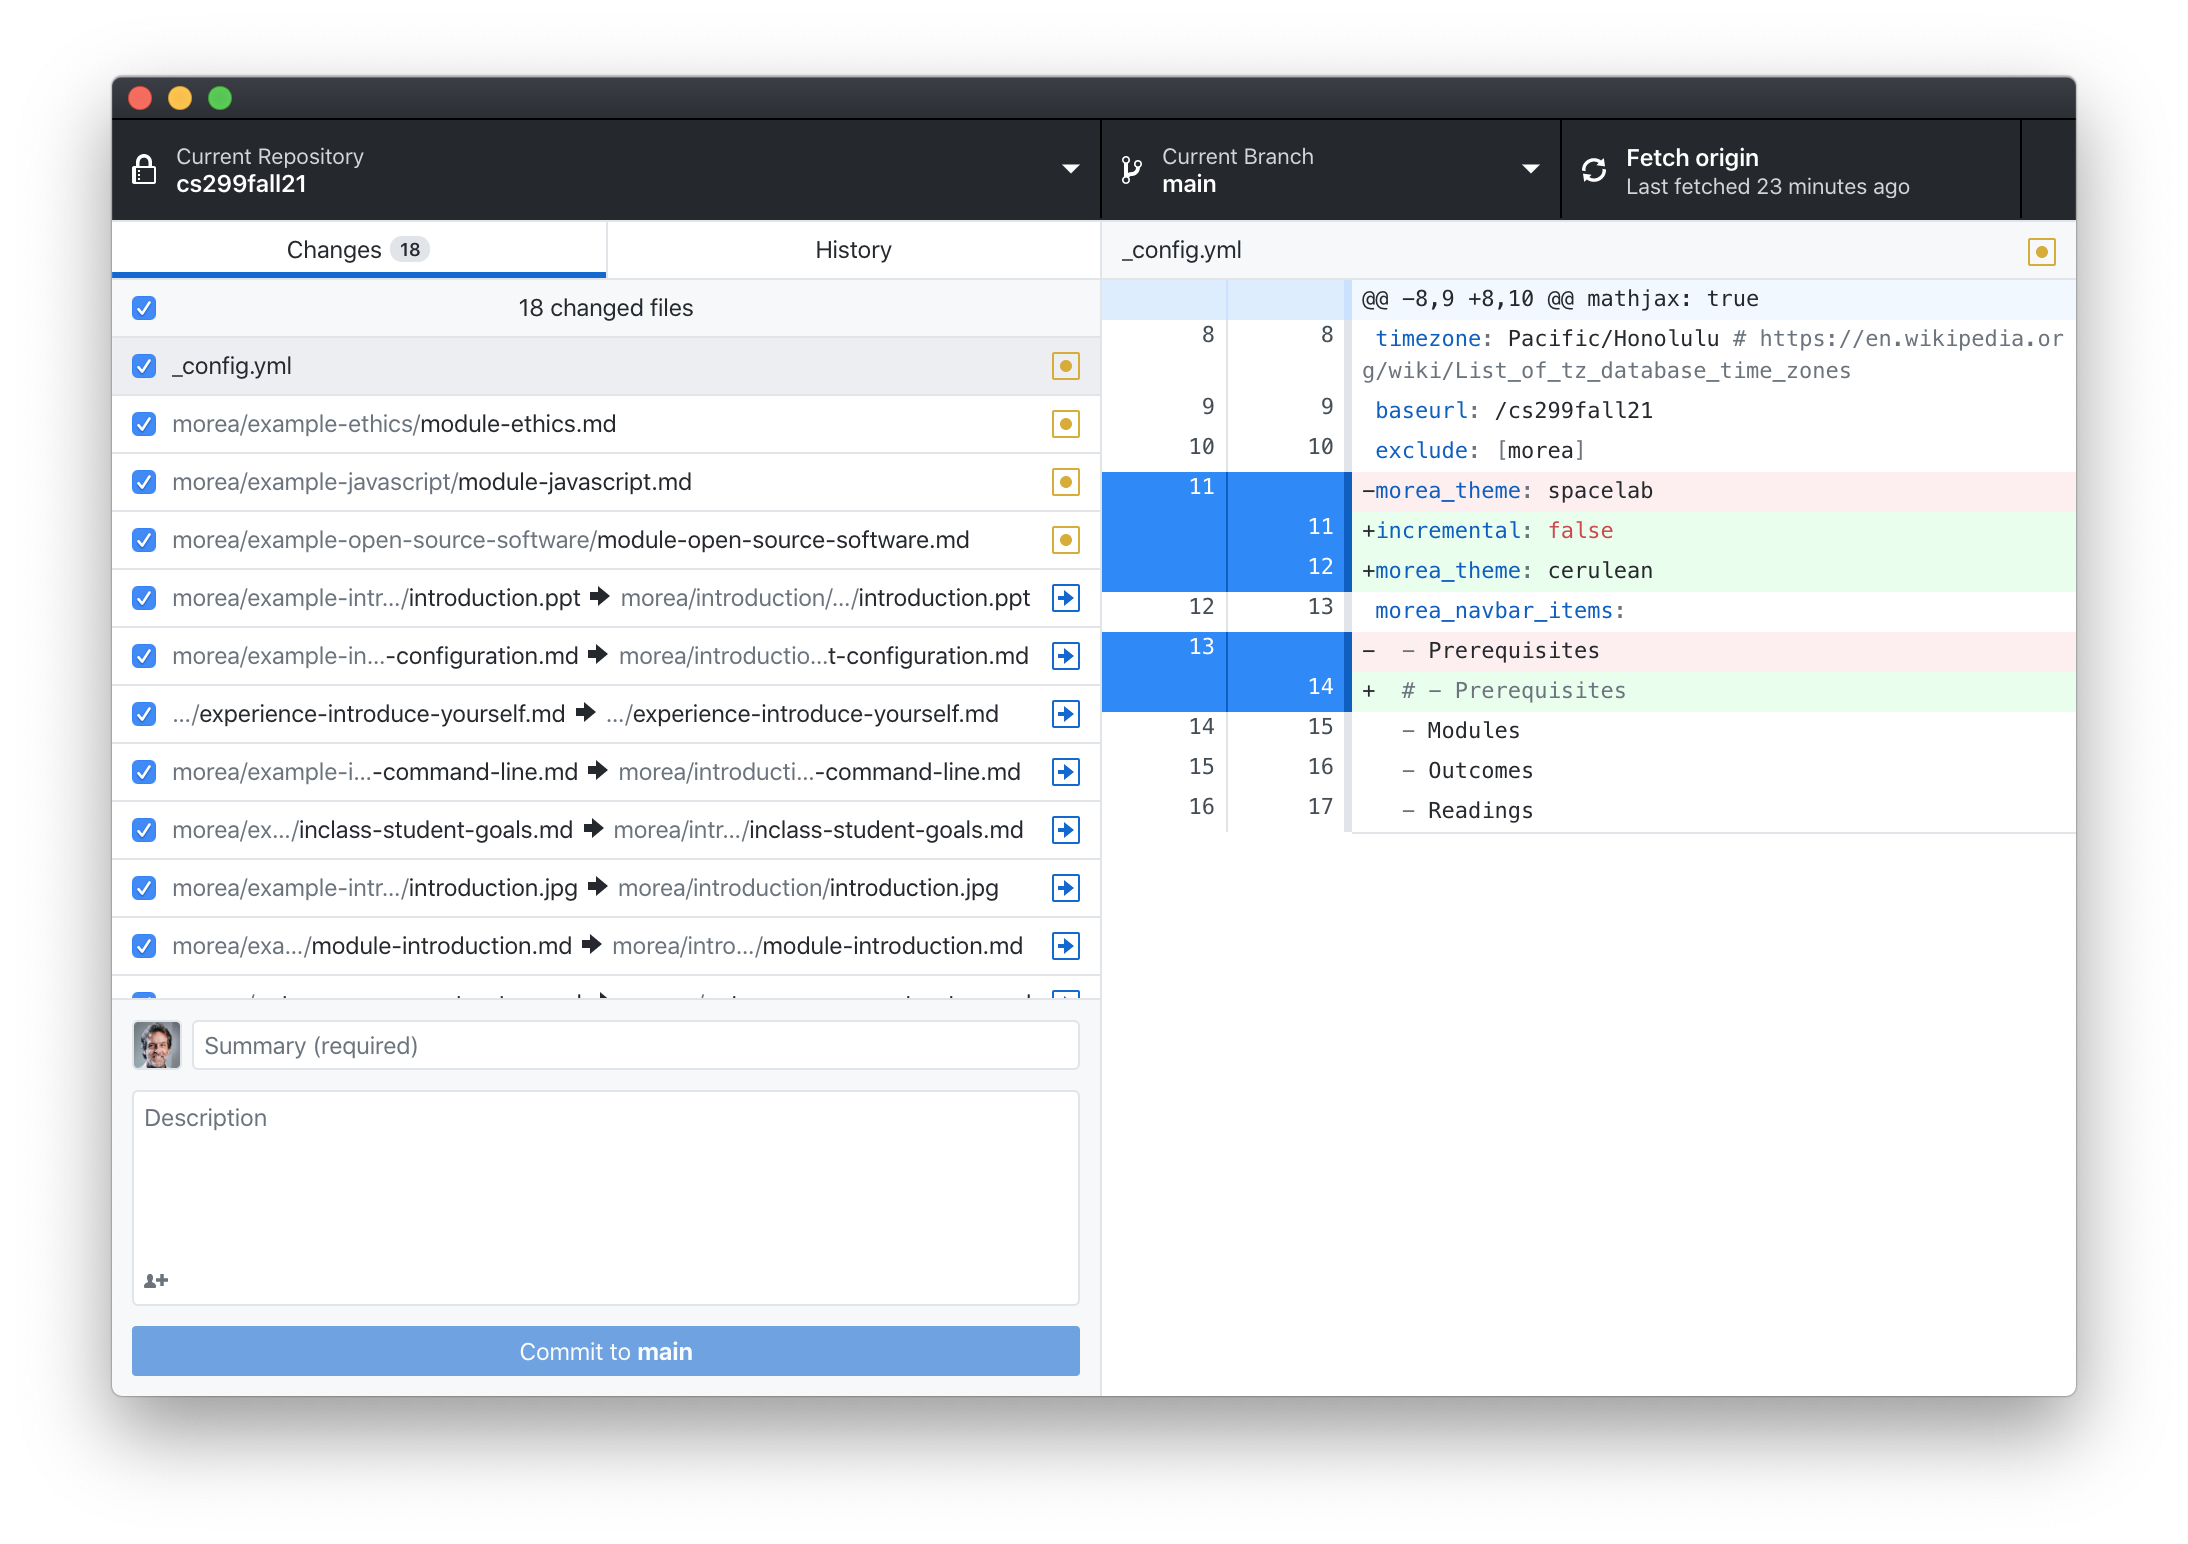 Current Repository
cs299fall21
Current Branch
main
Fetch origin
Last fetched 23 minutes ago
Changes 18
History
18 changed files
_config.yml
morea/example-ethics/module-ethics.md
morea/example-javascript/module-javascript.md
morea/example-open-source-software/module-open-source-software.md
morea/example-intr.../introduction.ppt → morea/introduction/.../introduction.ppt
morea/example-in...-configuration.md → morea/introductio...t-configuration.md
.../experience-introduce-yourself.md → .../experience-introduce-yourself.md
morea/example-i...-command-line.md → morea/introducti...-command-line.md
morea/ex.../inclass-student-goals.md → morea/intr.../inclass-student-goals.md
morea/example-intr.../introduction.jpg → morea/introduction/introduction.jpg
morea/exa.../module-introduction.md → morea/intro.../module-introduction.md
Summary (required)
Description
Commit to main
_config.yml
@@ -8,9 +8,10 @@ mathjax: true
8 8 timezone: Pacific/Honolulu # https://en.wikipedia.or
g/wiki/List_of_tz_database_time_zones
9 9 baseurl: /cs299fall21
10 10 exclude: [morea]
11 -morea_theme: spacelab
11 +incremental: false
12 +morea_theme: cerulean
12 13 morea_navbar_items:
13 - - Prerequisites
14 + # - Prerequisites
14 15 - Modules
15 16 - Outcomes
16 17 - Readings